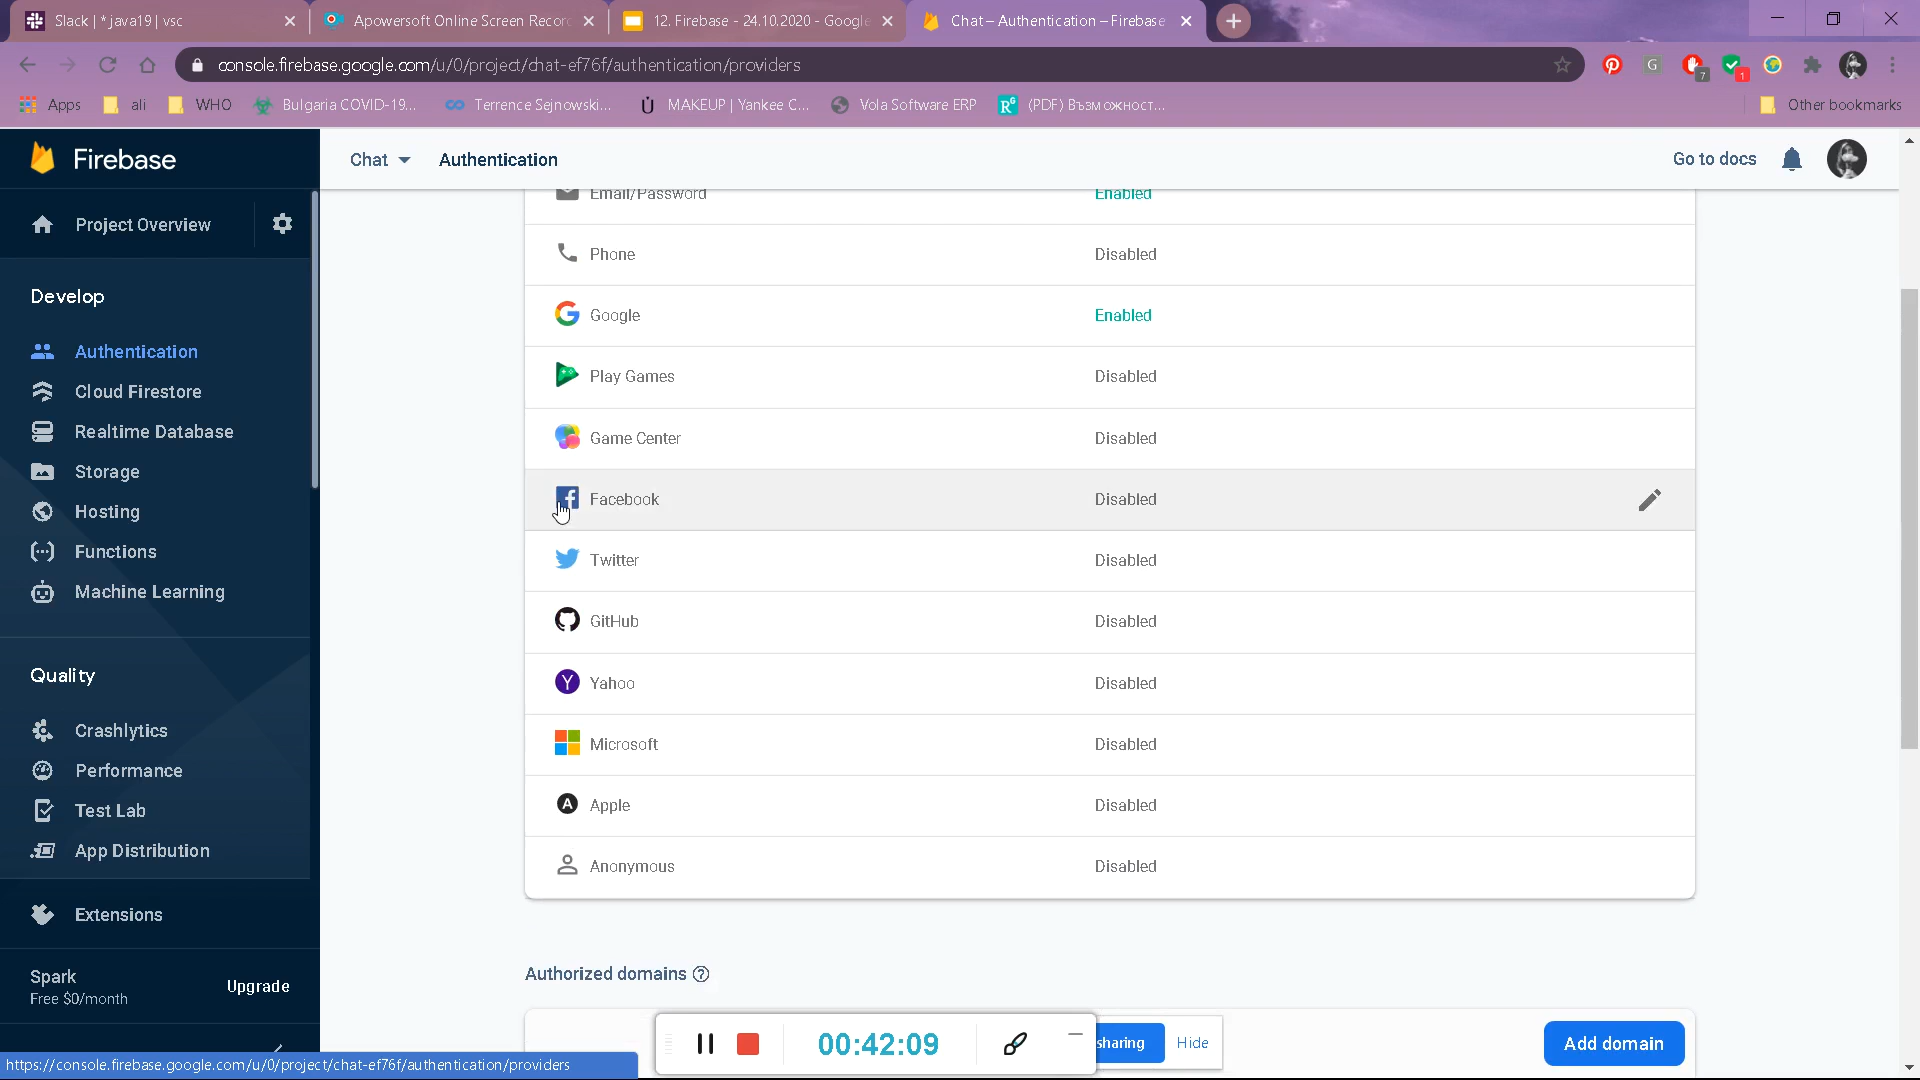 Slack | *java19 | vsc
Apowersoft Online Screen Recor
12. Firebase - 24.10.2020 - Google
Chat – Authentication – Firebase
console.firebase.google.com/u/0/project/chat-ef76f/authentication/providers
G
7
1
Apps
ali
WHO
Bulgaria COVID-19...
Terrence Sejnowski...
MAKEUP | Yankee C...
Vola Software ERP
(PDF) Възможност...
Other bookmarks
Firebase
Chat
Authentication
Go to docs
Project Overview
Develop
Authentication
Cloud Firestore
Realtime Database
Storage
Hosting
Functions
Machine Learning
Quality
Crashlytics
Performance
Test Lab
App Distribution
Extensions
Spark
Free $0/month
Upgrade
Email/Password Enabled
Phone Disabled
Google Enabled
Play Games Disabled
Game Center Disabled
Facebook Disabled
Twitter Disabled
GitHub Disabled
Yahoo Disabled
Microsoft Disabled
Apple Disabled
Anonymous Disabled
Authorized domains
00:42:09
sharing
Hide
Add domain
https://console.firebase.google.com/u/0/project/chat-ef76f/authentication/providers